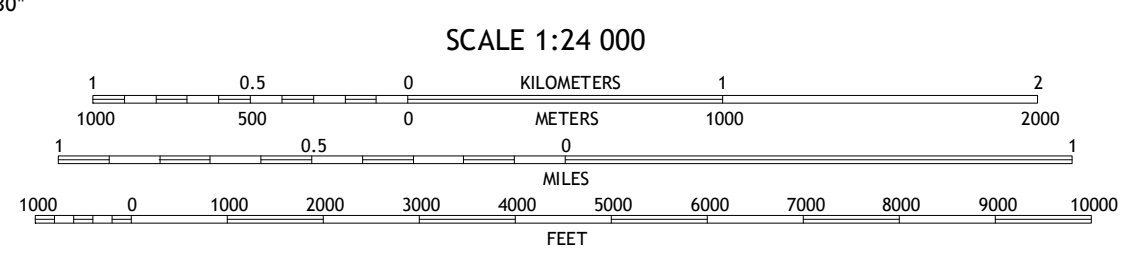 30"
SCALE 1:24 000
1 0.5 0 KILOMETERS 1 2
1000 500 0 METERS 1000 2000
1 0.5 0 1
MILES
1000 0 1000 2000 3000 4000 5000 6000 7000 8000 9000 10000
FEET